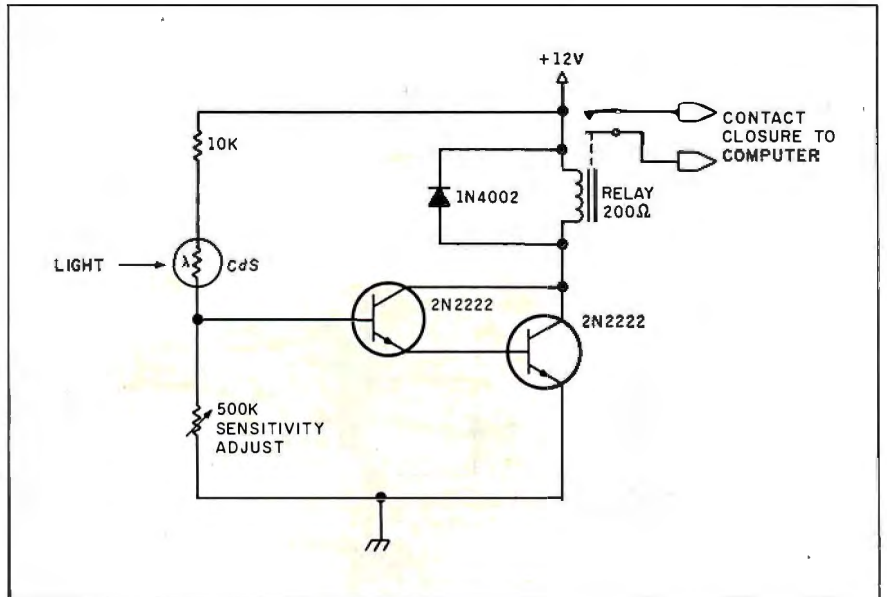 +12V
CONTACT
CLOSURE TO
COMPUTER
10K
1N4002
RELAY
200Ω
LIGHT
λ
CdS
2N2222
2N2222
500K
SENSITIVITY
ADJUST